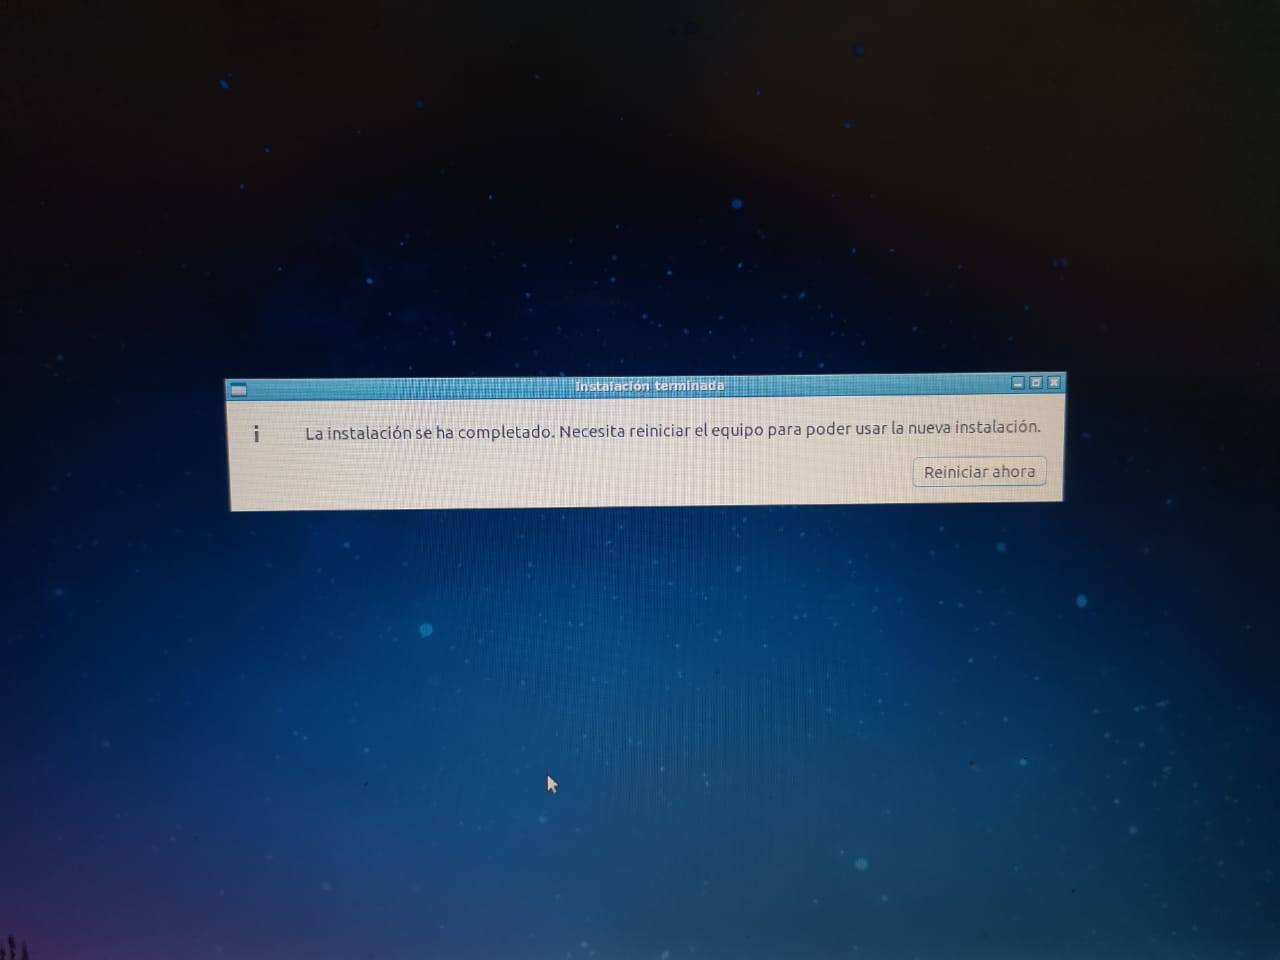 Instalación terminada
La instalación se ha completado. Necesita reiniciar el equipo para poder usar la nueva instalación.
Reiniciar ahora